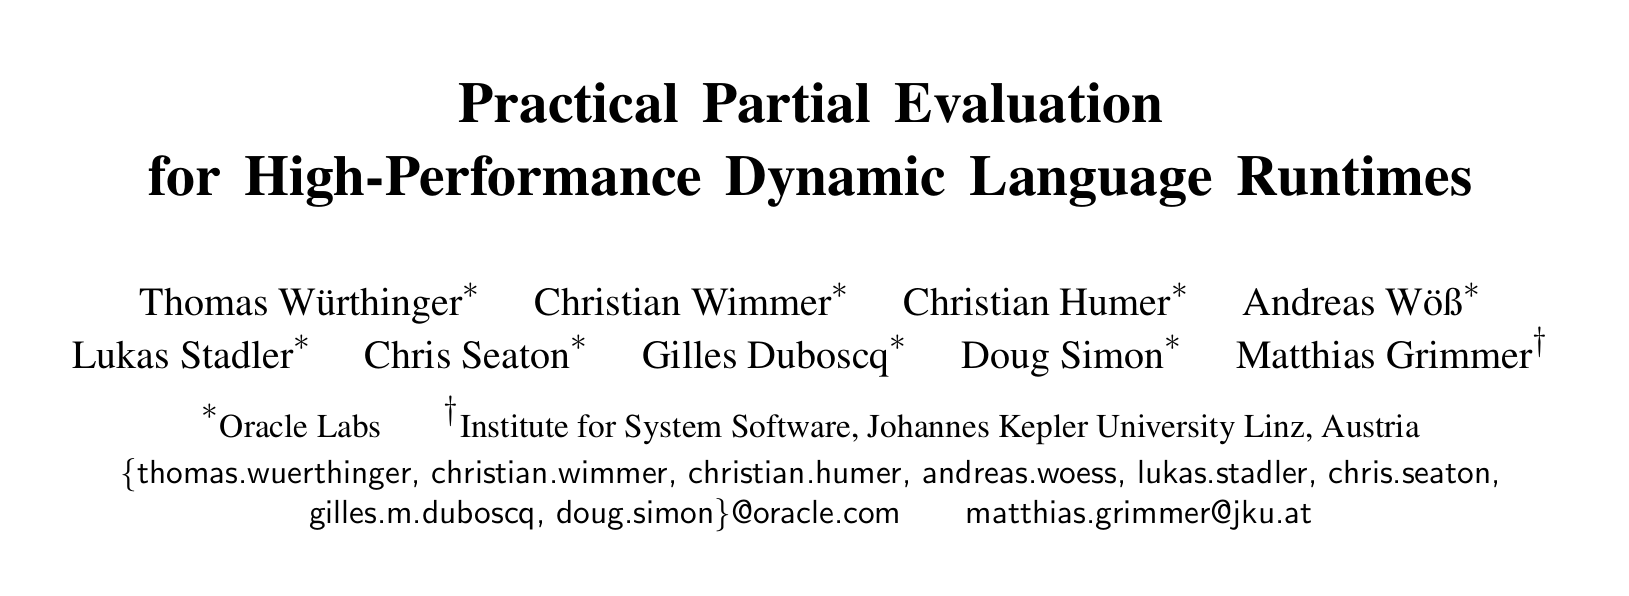 Practical Partial Evaluation
for High-Performance Dynamic Language Runtimes
Thomas Würthinger* Christian Wimmer* Christian Humer* Andreas Wöß*
Lukas Stadler* Chris Seaton* Gilles Duboscq* Doug Simon* Matthias Grimmer†
*Oracle Labs †Institute for System Software, Johannes Kepler University Linz, Austria
{thomas.wuerthinger, christian.wimmer, christian.humer, andreas.woess, lukas.stadler, chris.seaton,
gilles.m.duboscq, doug.simon}@oracle.com matthias.grimmer@jku.at